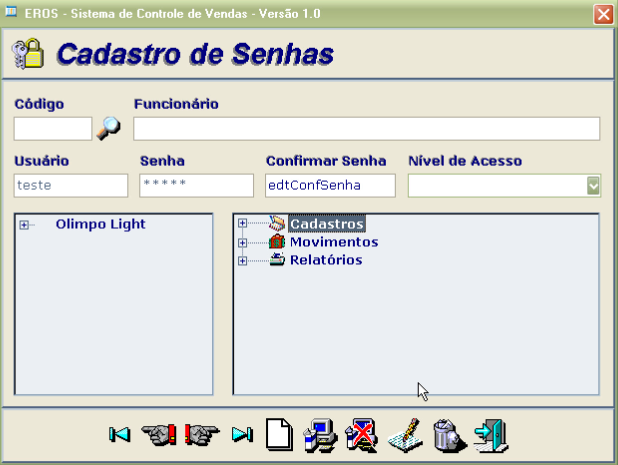 EROS - Sistema de Controle de Vendas - Versão 1.0
Cadastro de Senhas
Código Funcionário
Usuário Senha Confirmar Senha Nível de Acesso
teste ***** edtConfSenha
Olimpo Light
Cadastros
Movimentos
Relatórios